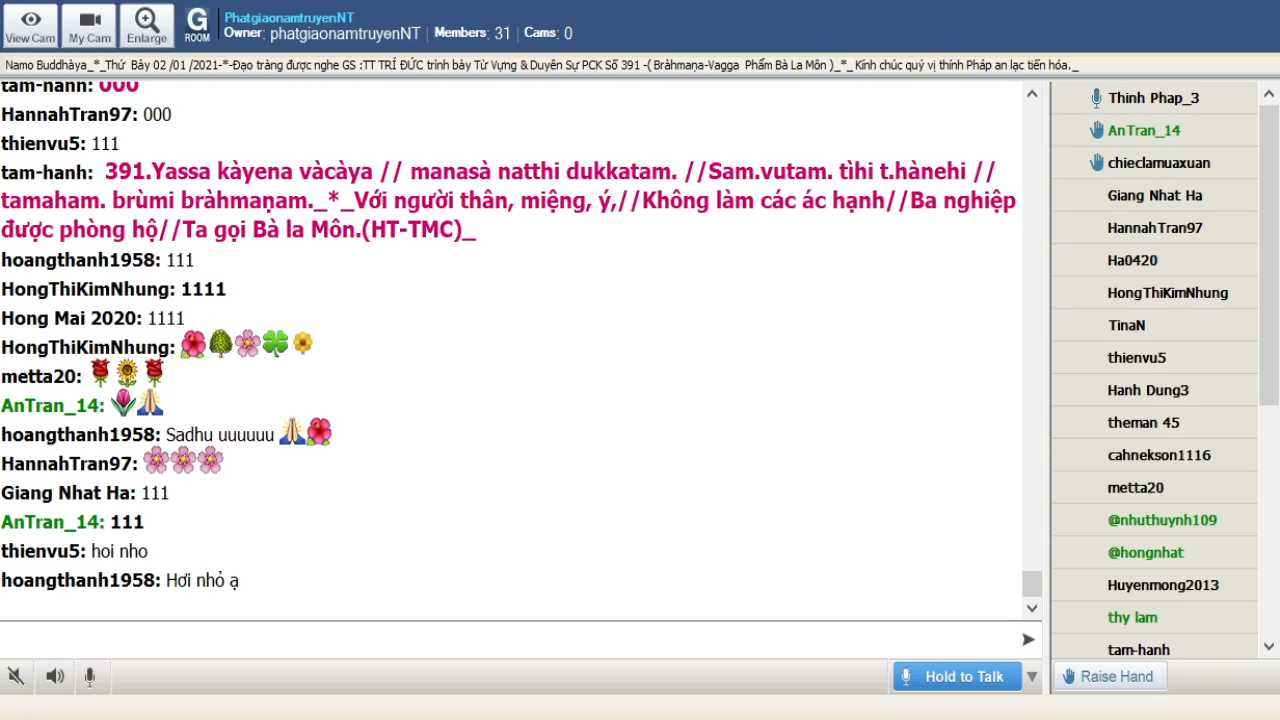 View Cam
My Cam
Enlarge
G
ROOM
PhatgiaonamtruyenNT
Owner: phatgiaonamtruyenNT | Members: 31 | Cams: 0
Namo Buddhàya_*_Thứ Bảy 02 /01 /2021-*-Đạo tràng được nghe GS :TT TRÍ ĐỨC trình bày Từ Vựng & Duyên Sự PCK Số 391 -( Bràhmaṇa-Vagga Phẩm Bà La Môn )_*_ Kính chúc quý vị thính Pháp an lạc tiến hóa._
tam-hanh: 000
HannahTran97: 000
thienvu5: 111
tam-hanh: 391.Yassa kàyena vàcàya // manasà natthi dukkatam. //Sam.vutam. tìhi t.hànehi //
tamaham. brùmi bràhmaṇam._*_Với người thân, miệng, ý,//Không làm các ác hạnh//Ba nghiệp
được phòng hộ//Ta gọi Bà la Môn.(HT-TMC)_
hoangthanh1958: 111
HongThiKimNhung: 1111
Hong Mai 2020: 1111
HongThiKimNhung:
metta20:
AnTran_14:
hoangthanh1958: Sadhu uuuuuu
HannahTran97:
Giang Nhat Ha: 111
AnTran_14: 111
thienvu5: hoi nho
hoangthanh1958: Hơi nhỏ ạ
Hold to Talk
Thinh Phap_3
AnTran_14
chieclamuaxuan
Giang Nhat Ha
HannahTran97
Ha0420
HongThiKimNhung
TinaN
thienvu5
Hanh Dung3
theman 45
cahnekson1116
metta20
@nhuthuynh109
@hongnhat
Huyenmong2013
thy lam
tam-hanh
Raise Hand